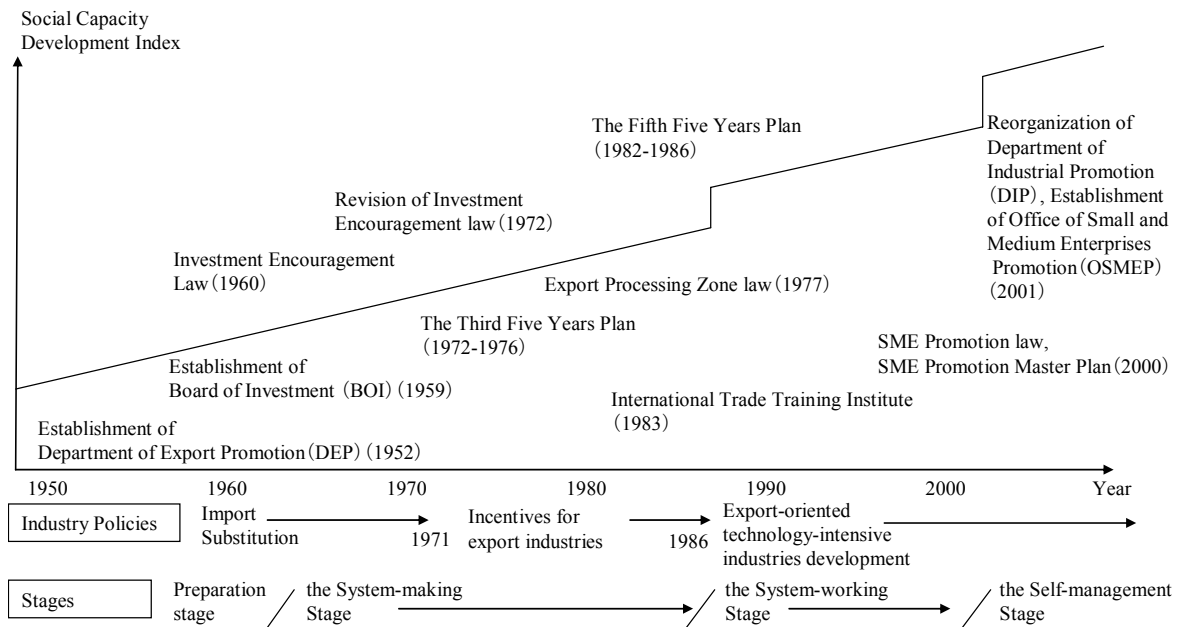 Social Capacity
Development Index
The Fifth Five Years Plan
(1982-1986)
Reorganization of
Department of
Industrial Promotion
(DIP), Establishment
of Office of Small and
Medium Enterprises
Promotion(OSMEP)
(2001)
Revision of Investment
Encouragement law(1972)
Investment Encouragement
Law(1960)
Export Processing Zone law(1977)
The Third Five Years Plan
(1972-1976)
SME Promotion law,
SME Promotion Master Plan(2000)
Establishment of
Board of Investment (BOI) (1959)
International Trade Training Institute
(1983)
Establishment of
Department of Export Promotion(DEP) (1952)
1950 1960 1970 1980 1990 2000 Year
Industry Policies
Import
Substitution
1971
Incentives for
export industries
1986
Export-oriented
technology-intensive
industries development
Stages
Preparation
stage
the System-making
Stage
the System-working
Stage
the Self-management
Stage